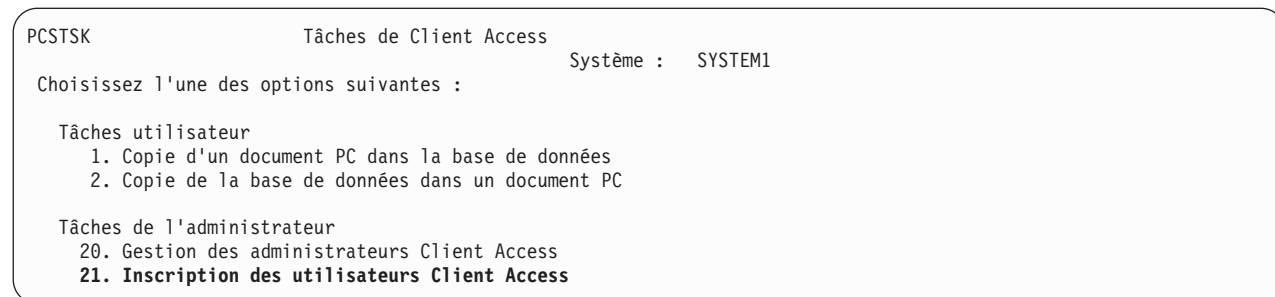 PCSTSK Tâches de Client Access
Système : SYSTEM1
Choisissez l'une des options suivantes :
Tâches utilisateur
1. Copie d'un document PC dans la base de données
2. Copie de la base de données dans un document PC
Tâches de l'administrateur
20. Gestion des administrateurs Client Access
21. Inscription des utilisateurs Client Access